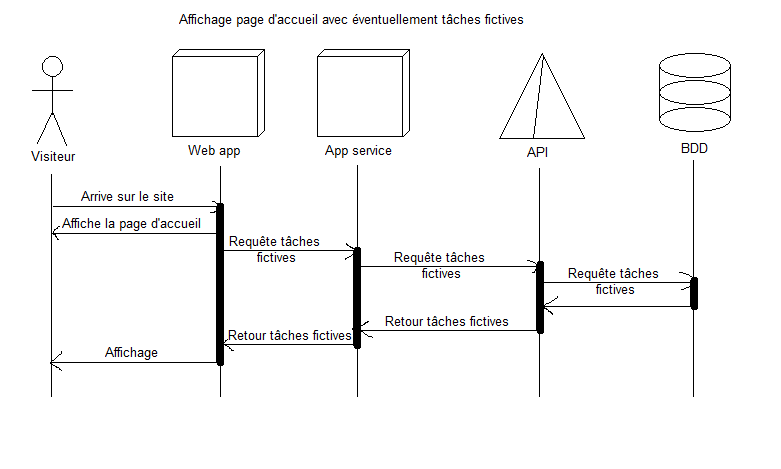 Affichage page d'accueil avec éventuellement tâches fictives
Visiteur
Web app
App service
API
BDD
Arrive sur le site
Affiche la page d'accueil
Requête tâches
fictives
Requête tâches
fictives
Requête tâches
fictives
Retour tâches fictives
Retour tâches fictives
Affichage